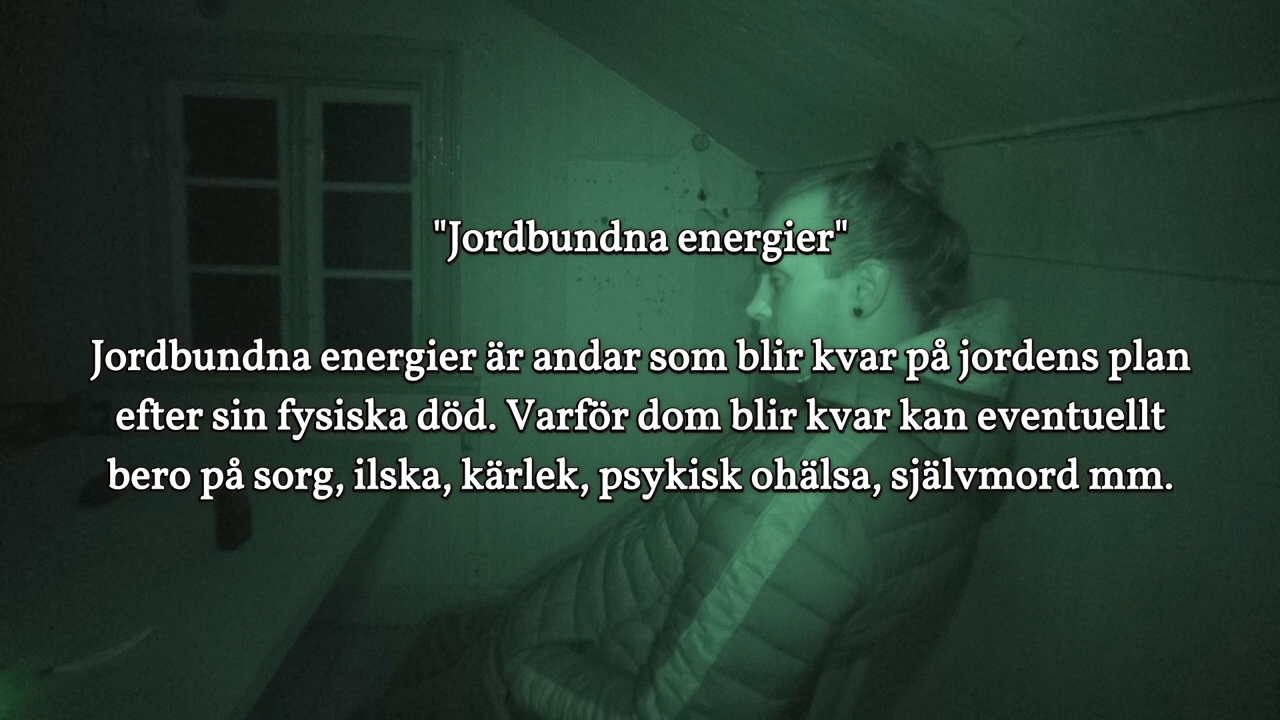 "Jordbundna energier"
Jordbundna energier är andar som blir kvar på jordens plan
efter sin fysiska död. Varför dom blir kvar kan eventuellt
bero på sorg, ilska, kärlek, psykisk ohälsa, självmord mm.